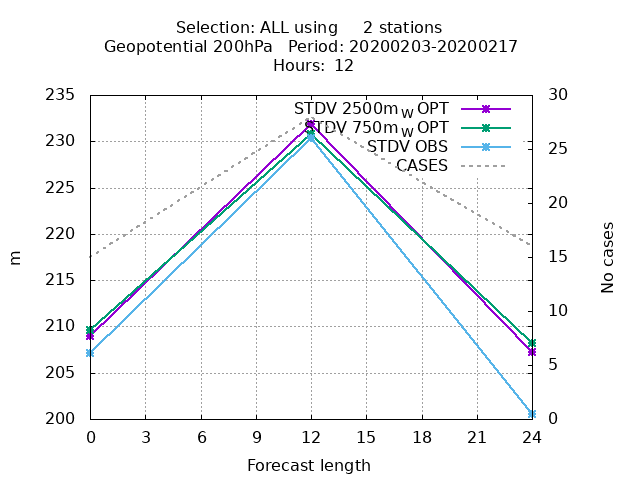 Selection: ALL using     2 stations
Geopotential 200hPa   Period: 20200203-20200217
Hours:  12
STDV 2500m W OPT
STDV 750m W OPT
STDV OBS
CASES
235
230
225
220
215
210
205
200
30
25
20
15
10
5
0
m
No cases
0 3 6 9 12 15 18 21 24
Forecast length